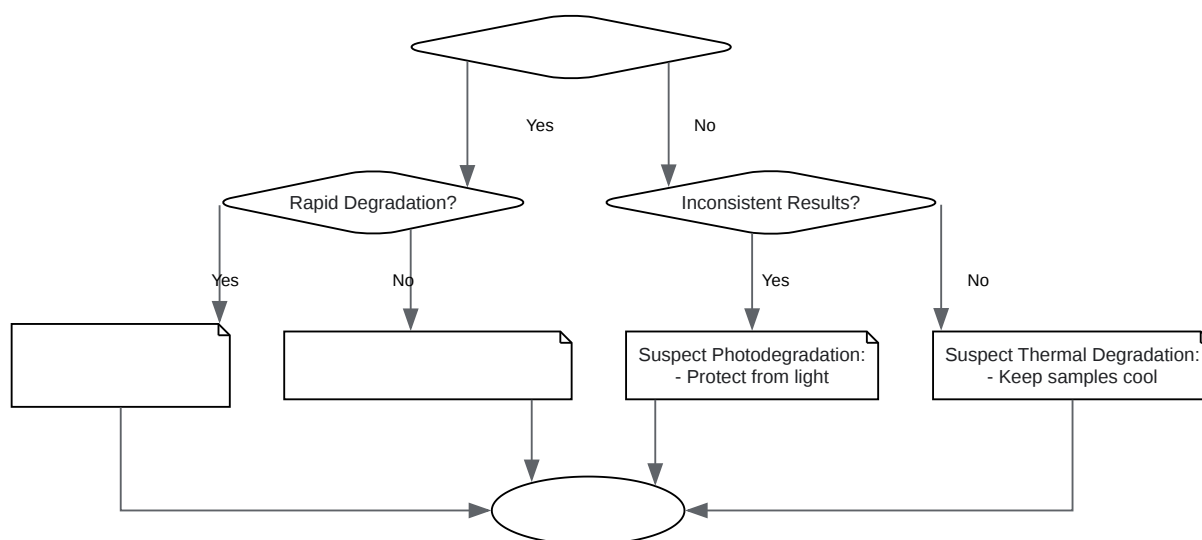 Yes
No
Rapid Degradation?
Inconsistent Results?
Yes
No
Yes
No
Suspect Photodegradation:
- Protect from light
Suspect Thermal Degradation:
- Keep samples cool